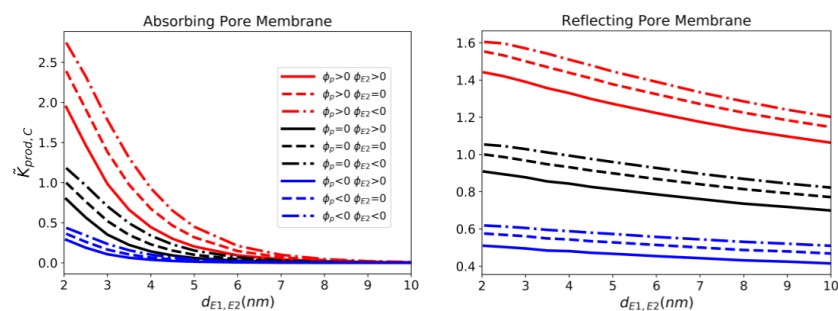 Absorbing Pore Membrane
K̃prod,C
2.5
2.0
1.5
1.0
0.5
0.0
ϕp>0 ϕE2>0
ϕp>0 ϕE2=0
ϕp>0 ϕE2<0
ϕp=0 ϕE2>0
ϕp=0 ϕE2=0
ϕp=0 ϕE2<0
ϕp<0 ϕE2>0
ϕp<0 ϕE2=0
ϕp<0 ϕE2<0
2 3 4 5 6 7 8 9 10
dE1,E2(nm)
Reflecting Pore Membrane
1.6
1.4
1.2
1.0
0.8
0.6
0.4
2 3 4 5 6 7 8 9 10
dE1,E2(nm)